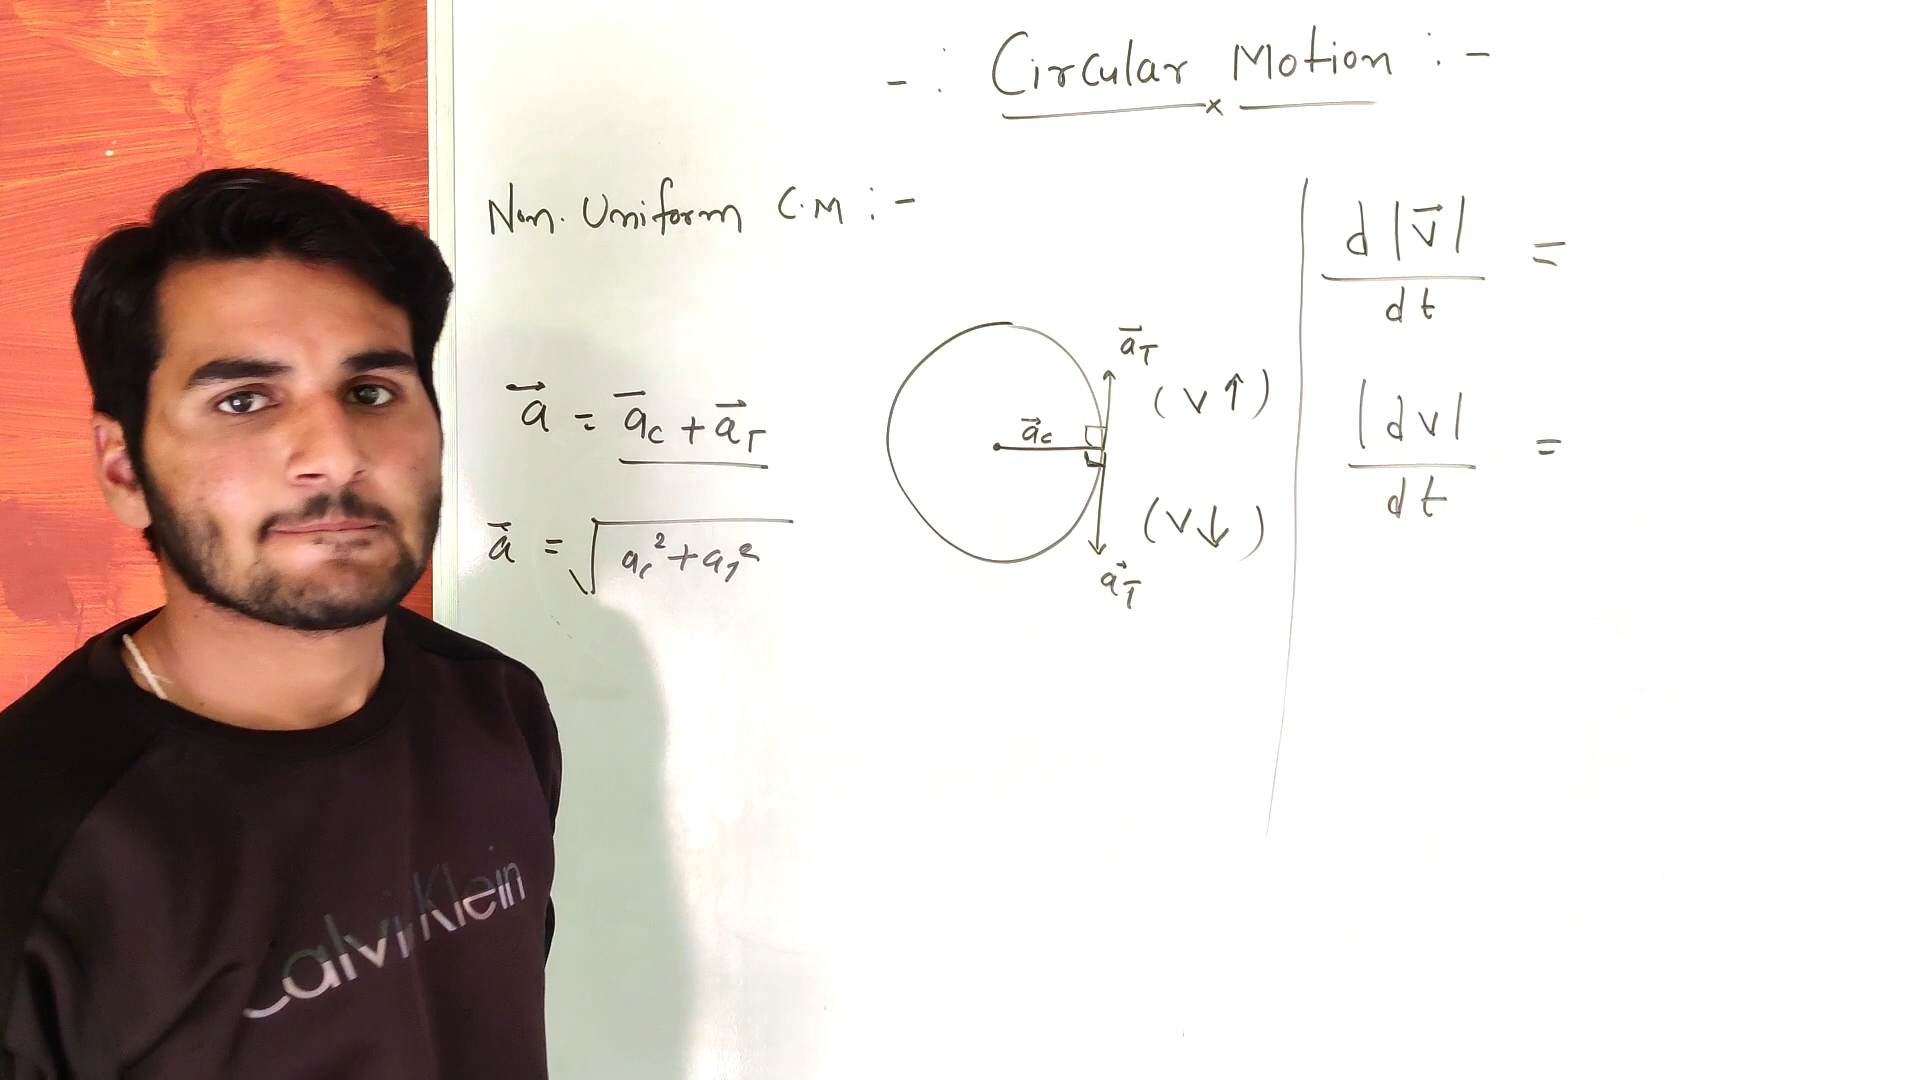 -: Circular Motion :-
Non. Uniform C.M :-
a⃗ = a̅c + a⃗T
a⃗ = √(ac² + aT²)
a⃗c
a̅T
(v ↑)
(v ↓)
a⃗T
d |v⃗| / dt =
|dv| / dt =
Calvin Klein